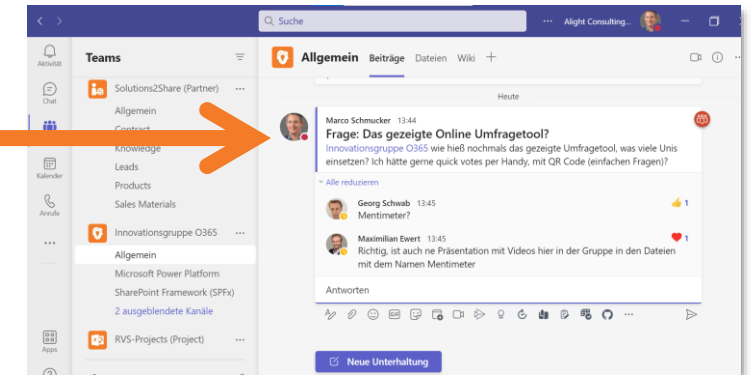 Suche
Alight Consulting...
Aktivität
Chat
Kalender
Anrufe
Apps
Teams
Solutions2Share (Partner)
Allgemein
Contract
Knowledge
Leads
Products
Sales Materials
Innovationsgruppe O365
Allgemein
Microsoft Power Platform
SharePoint Framework (SPFx)
2 ausgeblendete Kanäle
RVS-Projects (Project)
Allgemein Beiträge Dateien Wiki
Heute
Marco Schmucker 13:44
Frage: Das gezeigte Online Umfragetool?
Innovationsgruppe O365 wie hieß nochmals das gezeigte Umfragetool, was viele Unis
einsetzen? Ich hätte gerne quick votes per Handy, mit QR Code (einfachen Fragen)?
Alle reduzieren
Georg Schwab 13:45
1
Mentimeter?
Maximilian Ewert 13:45
1
Richtig, ist auch ne Präsentation mit Videos hier in der Gruppe in den Dateien
mit dem Namen Mentimeter
Antworten
GIF
Neue Unterhaltung